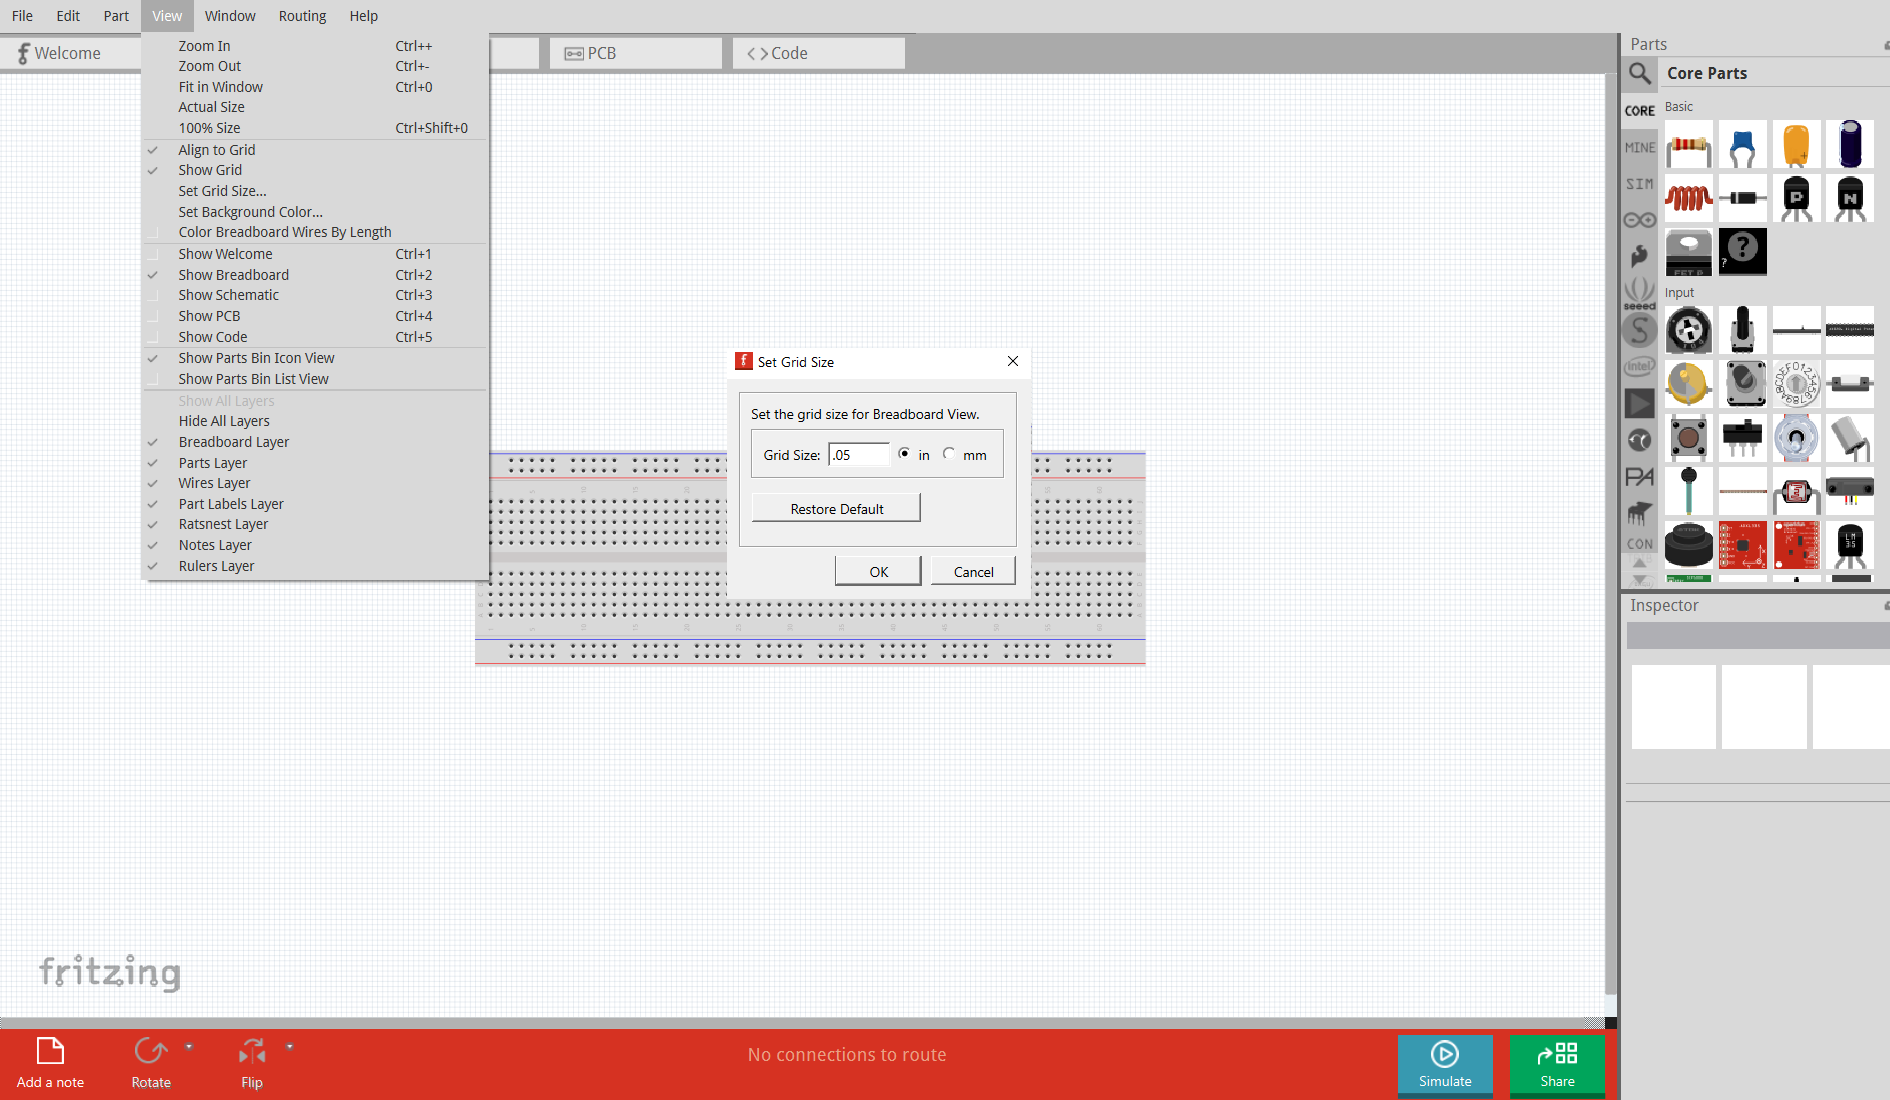 File Edit Part View Window Routing Help
Welcome
PCB
Code
Zoom In Ctrl++
Zoom Out Ctrl+-
Fit in Window Ctrl+0
Actual Size
100% Size Ctrl+Shift+0
Align to Grid
Show Grid
Set Grid Size...
Set Background Color...
Color Breadboard Wires By Length
Show Welcome Ctrl+1
Show Breadboard Ctrl+2
Show Schematic Ctrl+3
Show PCB Ctrl+4
Show Code Ctrl+5
Show Parts Bin Icon View
Show Parts Bin List View
Show All Layers
Hide All Layers
Breadboard Layer
Parts Layer
Wires Layer
Part Labels Layer
Ratsnest Layer
Notes Layer
Rulers Layer
Set Grid Size
Set the grid size for Breadboard View.
Grid Size: .05 in mm
Restore Default
OK Cancel
fritzing
Add a note
Rotate
Flip
No connections to route
Simulate
Share
Parts
Core Parts
CORE
MINE
SIM
seeed
intel
PA
CON
Basic
P
N
FET P
?
?
Input
LM
35
Inspector